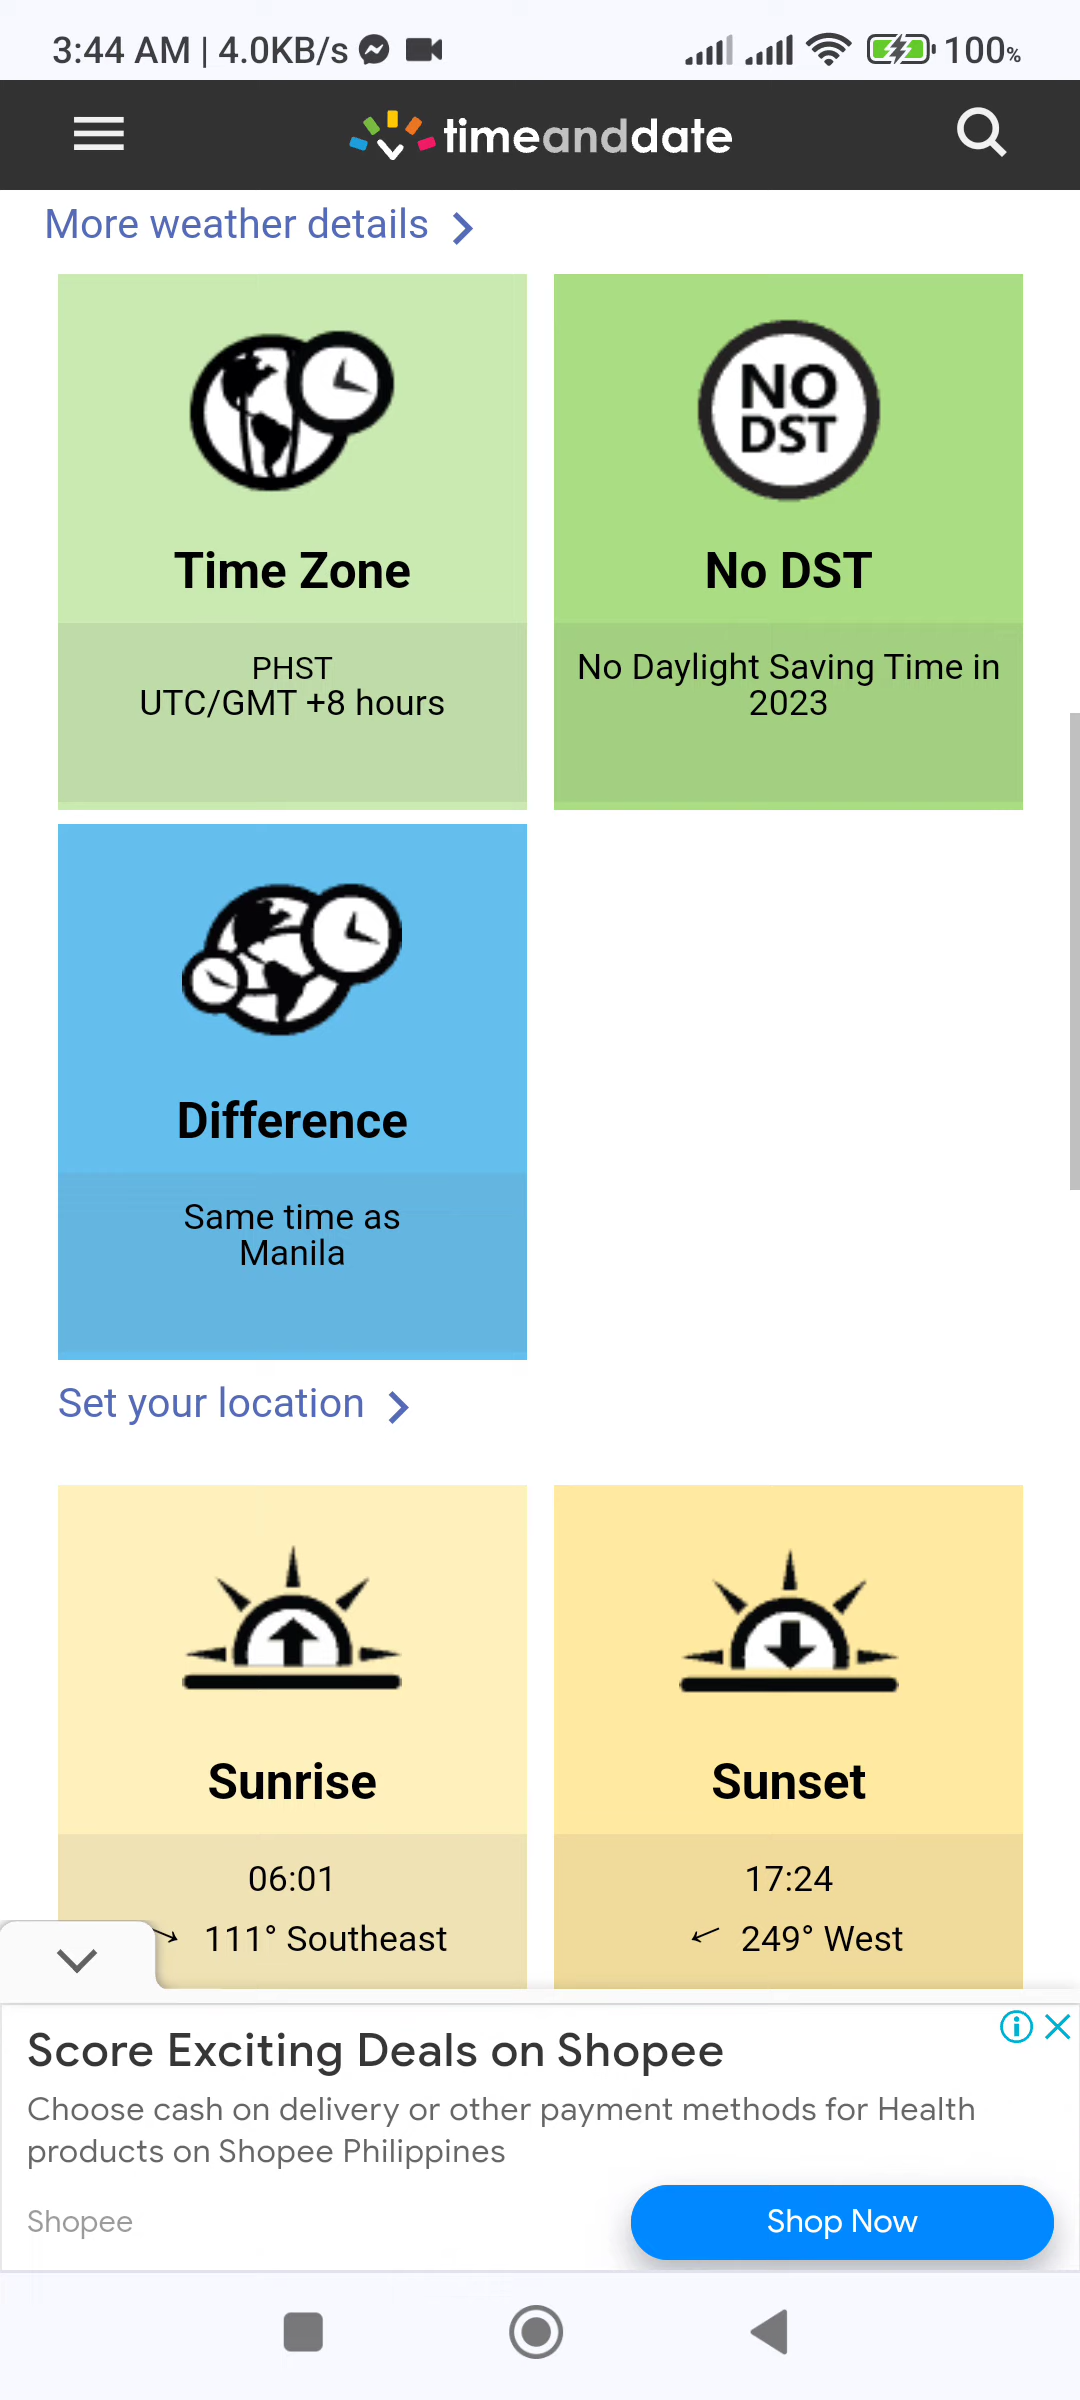 3:44 AM | 4.0KB/s
100%
timeanddate
More weather details
NO
DST
Time Zone
No DST
PHST
UTC/GMT +8 hours
No Daylight Saving Time in
2023
Difference
Same time as
Manila
Set your location
Sunrise
Sunset
06:01
17:24
111° Southeast
249° West
Score Exciting Deals on Shopee
Choose cash on delivery or other payment methods for Health
products on Shopee Philippines
Shopee
Shop Now